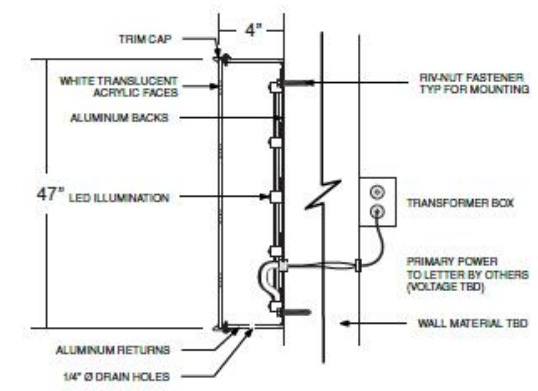 4"
TRIM CAP
WHITE TRANSLUCENT
ACRYLIC FACES
ALUMINUM BACKS
47"
LED ILLUMINATION
ALUMINUM RETURNS
1/4" Ø DRAIN HOLES
RIV-NUT FASTENER
TYP FOR MOUNTING
TRANSFORMER BOX
PRIMARY POWER
TO LETTER BY OTHERS
(VOLTAGE TBD)
WALL MATERIAL TBD